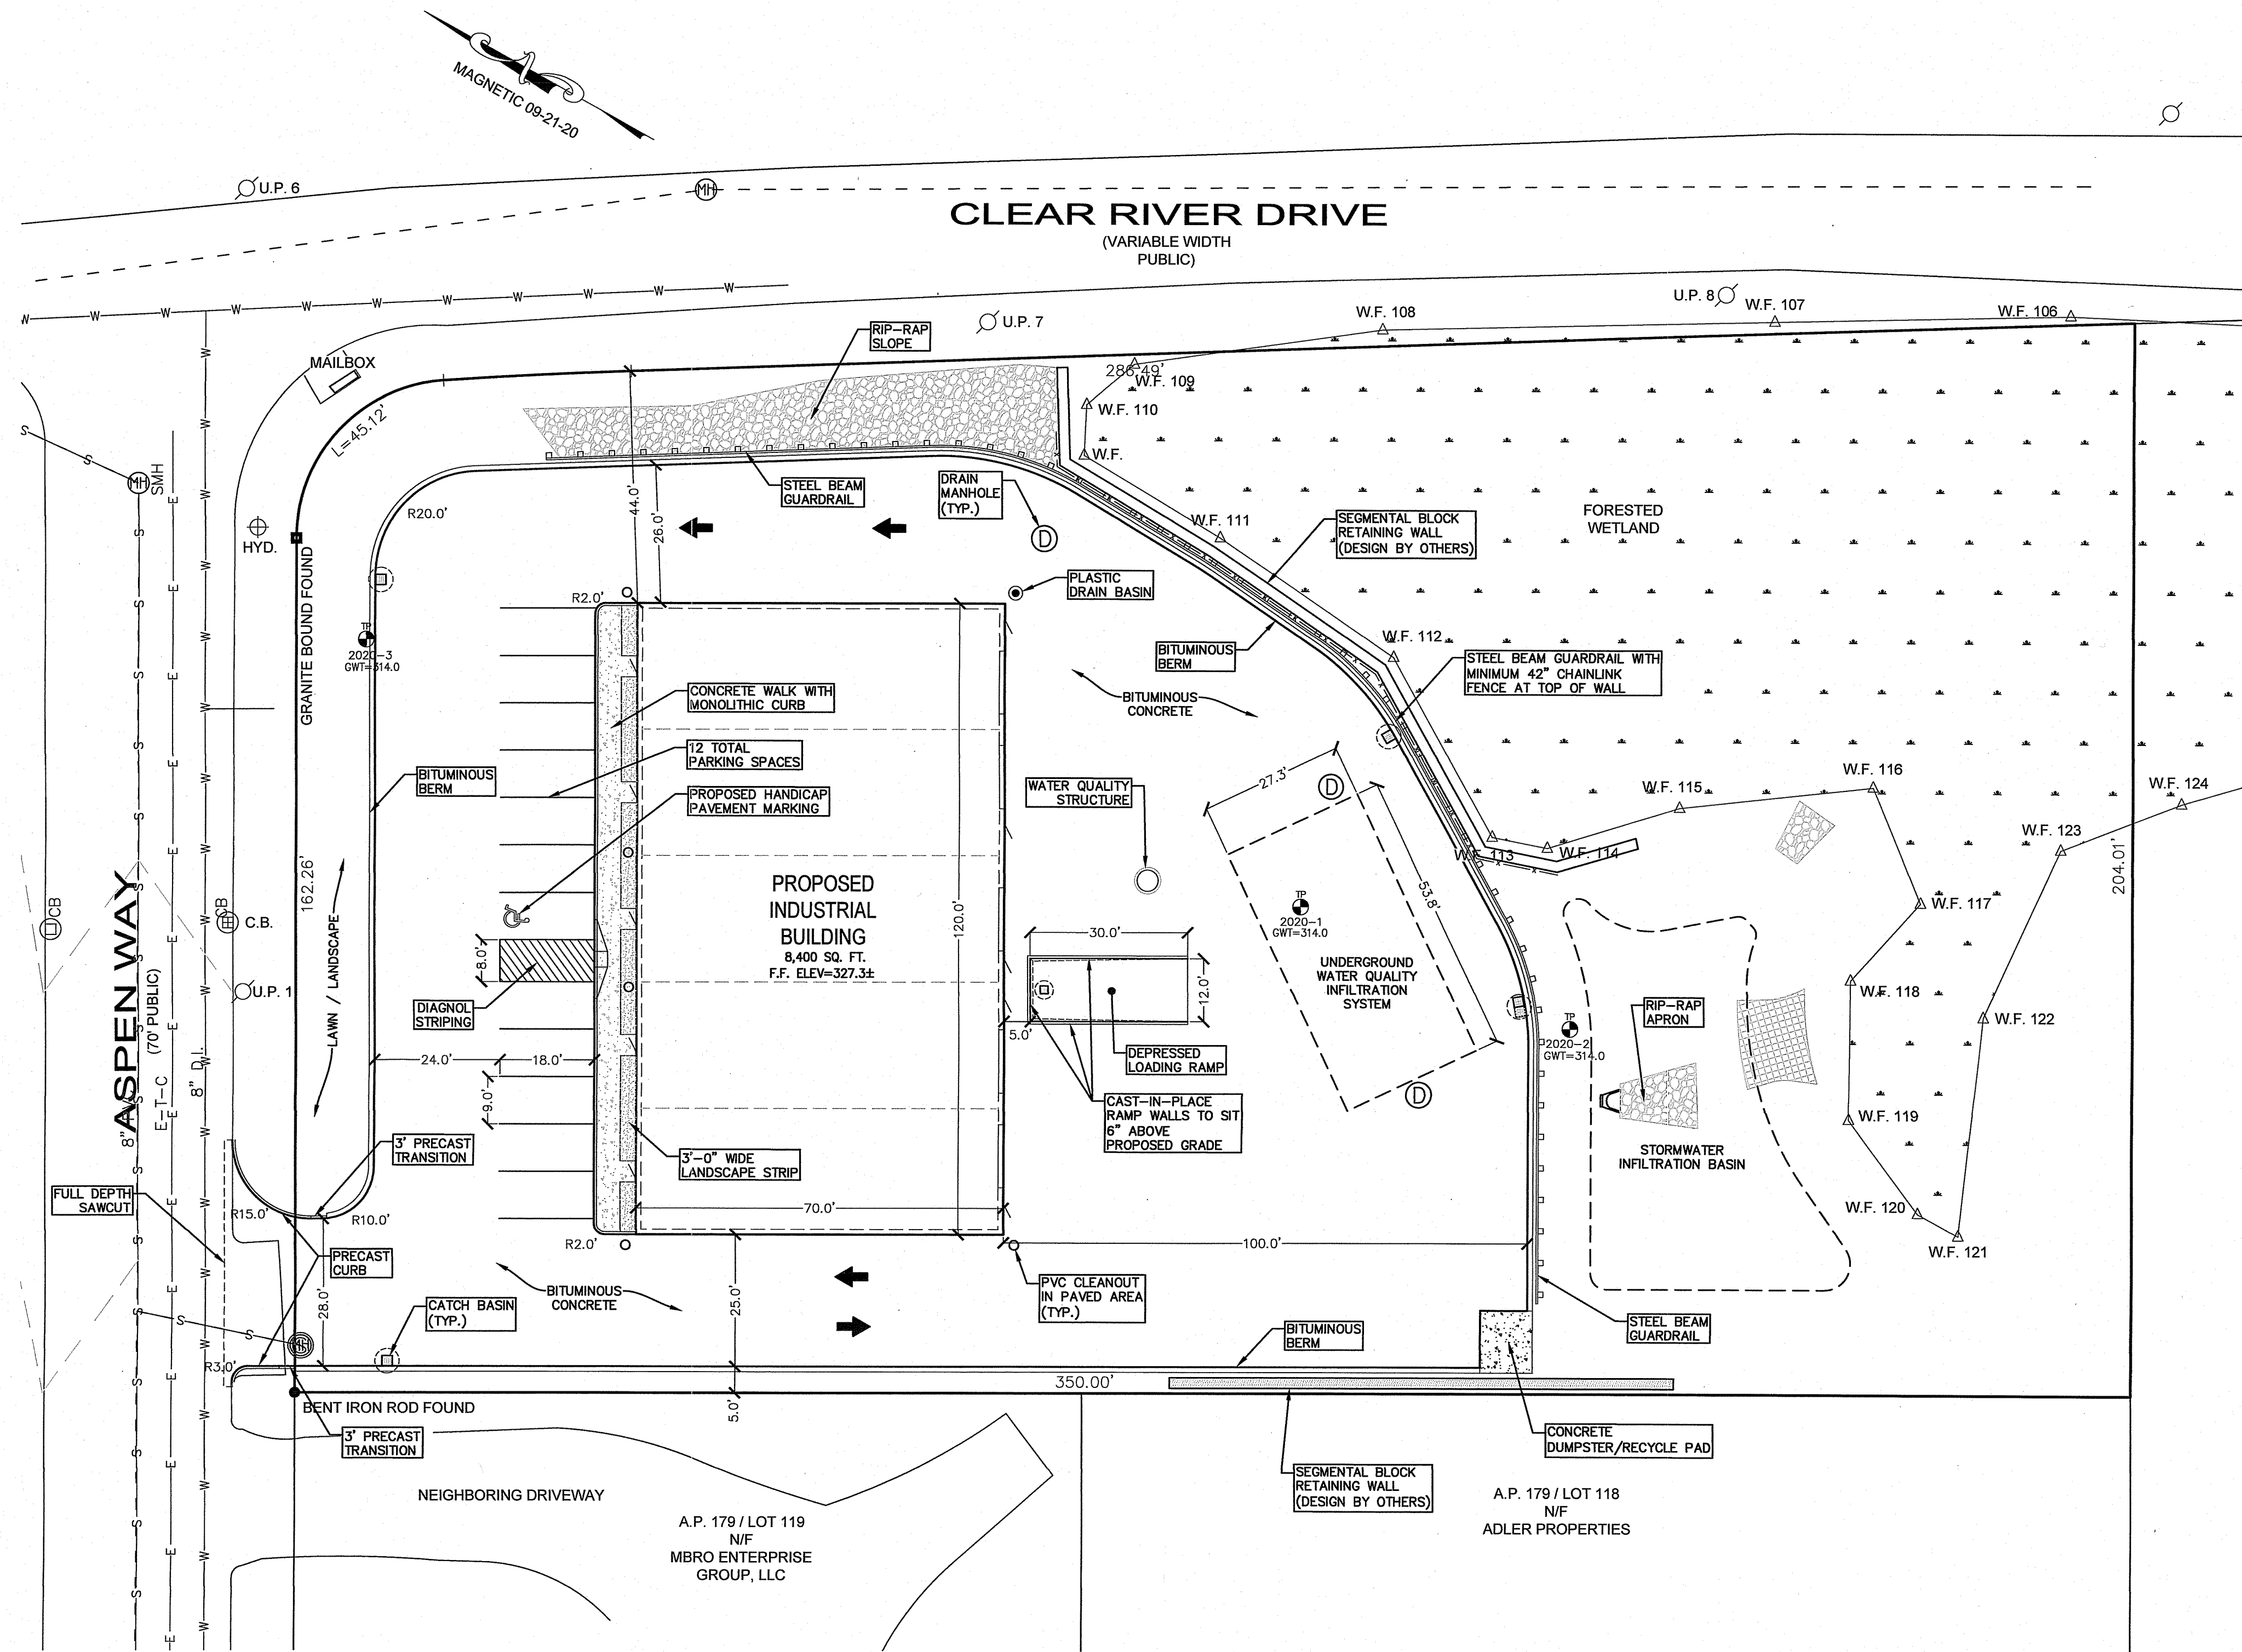 MAGNETIC 09-21-20
U.P. 6
MH
CLEAR RIVER DRIVE
(VARIABLE WIDTH
PUBLIC)
W W W W W W W W W W W
U.P. 7
U.P. 8
W.F. 108
W.F. 107
W.F. 106
RIP-RAP
SLOPE
MAILBOX
286.49'
W.F. 109
W.F. 110
W.F.
L=45.12'
S
S
MH
SMH
HYD.
GRANITE BOUND FOUND
R20.0'
44.0'
26.0'
STEEL BEAM
GUARDRAIL
DRAIN
MANHOLE
(TYP.)
D
W.F. 111
SEGMENTAL BLOCK
RETAINING WALL
(DESIGN BY OTHERS)
FORESTED
WETLAND
PLASTIC
DRAIN BASIN
R2.0'
TP
2020-3
GWT=314.0
BITUMINOUS
BERM
W.F. 112
STEEL BEAM GUARDRAIL WITH
MINIMUM 42" CHAINLINK
FENCE AT TOP OF WALL
CONCRETE WALK WITH
MONOLITHIC CURB
BITUMINOUS
CONCRETE
12 TOTAL
PARKING SPACES
BITUMINOUS
BERM
PROPOSED HANDICAP
PAVEMENT MARKING
WATER QUALITY
STRUCTURE
27.3'
D
W.F. 115
W.F. 116
W.F. 124
W.F. 123
W.F. 113
W.F. 114
53.8'
204.01'
162.26'
LAWN / LANDSCAPE
CB
CB
C.B.
ASPEN WAY
(70' PUBLIC)
PROPOSED
INDUSTRIAL
BUILDING
8,400 SQ. FT.
F.F. ELEV=327.3±
120.0'
TP
2020-1
GWT=314.0
W.F. 117
30.0'
8.0'
12.0'
UNDERGROUND
WATER QUALITY
INFILTRATION
SYSTEM
U.P. 1
W.F. 118
DIAGNOL
STRIPING
RIP-RAP
APRON
TP
2020-2
GWT=314.0
W.F. 122
5.0'
24.0'
18.0'
DEPRESSED
LOADING RAMP
8"
E-T-C
8" D.I.
9.0'
D
CAST-IN-PLACE
RAMP WALLS TO SIT
6" ABOVE
PROPOSED GRADE
W.F. 119
3' PRECAST
TRANSITION
3'-0" WIDE
LANDSCAPE STRIP
STORMWATER
INFILTRATION BASIN
FULL DEPTH
SAWCUT
R15.0'
R10.0'
70.0'
W.F. 120
W.F. 121
R2.0'
100.0'
PRECAST
CURB
28.0'
BITUMINOUS
CONCRETE
25.0'
PVC CLEANOUT
IN PAVED AREA
(TYP.)
CATCH BASIN
(TYP.)
S
S
BITUMINOUS
BERM
STEEL BEAM
GUARDRAIL
R3.0'
350.00'
BENT IRON ROD FOUND
5.0'
3' PRECAST
TRANSITION
CONCRETE
DUMPSTER/RECYCLE PAD
SEGMENTAL BLOCK
RETAINING WALL
(DESIGN BY OTHERS)
NEIGHBORING DRIVEWAY
A.P. 179 / LOT 119
N/F
MBRO ENTERPRISE
GROUP, LLC
A.P. 179 / LOT 118
N/F
ADLER PROPERTIES